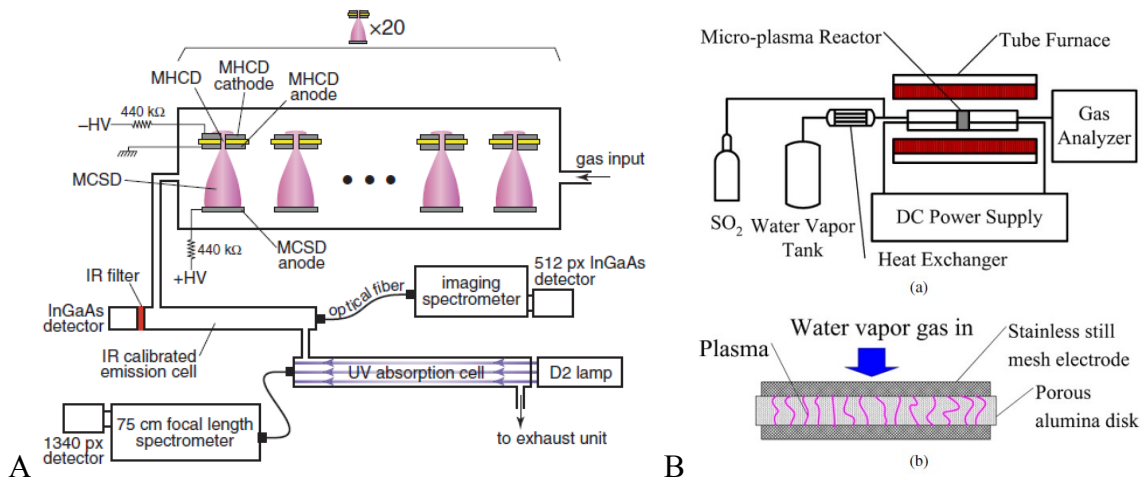 ×20
MHCD
MHCD
cathode
MHCD
anode
440 kΩ
–HV
gas input
MCSD
MCSD
anode
440 kΩ
+HV
IR filter
InGaAs
detector
IR calibrated
emission cell
optical fiber
imaging
spectrometer
512 px InGaAs
detector
UV absorption cell
D2 lamp
75 cm focal length
spectrometer
1340 px
detector
to exhaust unit
A
Micro-plasma Reactor
Tube Furnace
Gas
Analyzer
SO2
Water Vapor
Tank
DC Power Supply
Heat Exchanger
(a)
Water vapor gas in
Plasma
Stainless still
mesh electrode
Porous
alumina disk
(b)
B